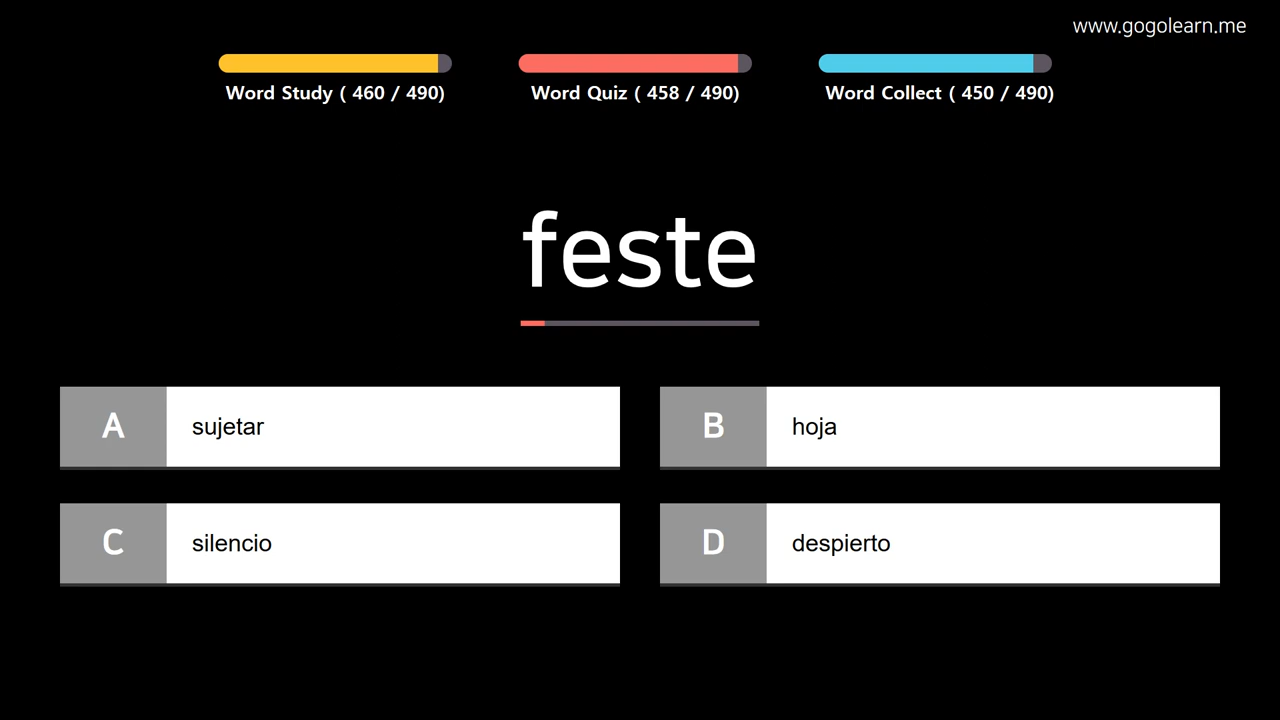 www.gogolearn.me
Word Study ( 460 / 490)
Word Quiz ( 458 / 490)
Word Collect ( 450 / 490)
feste
A sujetar
B hoja
C silencio
D despierto